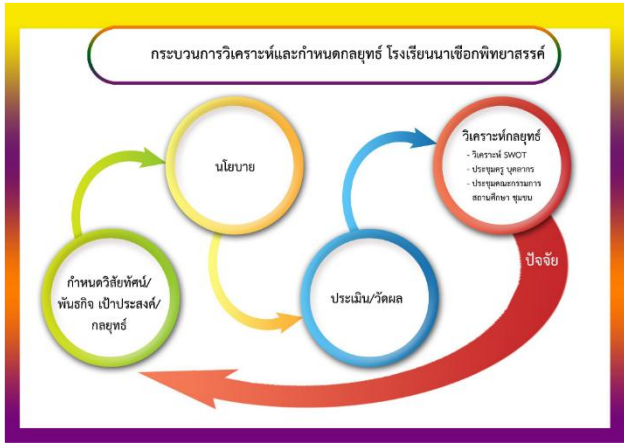 กระบวนการวิเคราะห์และกำหนดกลยุทธ์ โรงเรียนนาเชือกพิทยาสรรค์
กำหนดวิสัยทัศน์/
พันธกิจ เป้าประสงค์/
กลยุทธ์
นโยบาย
ประเมิน/วัดผล
วิเคราะห์กลยุทธ์
- วิเคราะห์ SWOT
- ประชุมครู บุคลากร
- ประชุมคณะกรรมการ
สถานศึกษา ชุมชน
ปัจจัย